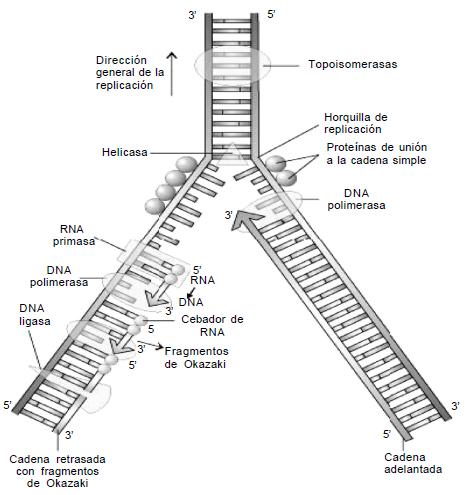 3’
5’
Dirección
general de la
replicación
Topoisomerasas
Horquilla de
replicación
Helicasa
Proteínas de unión
a la cadena simple
DNA
polimerasa
3’
RNA
primasa
5’
RNA
DNA
polimerasa
DNA
3’
Cebador de
RNA
5
DNA
ligasa
3’
Fragmentos
de Okazaki
5’
5’
3’
3’
5’
Cadena retrasada
con fragmentos
de Okazaki
Cadena
adelantada